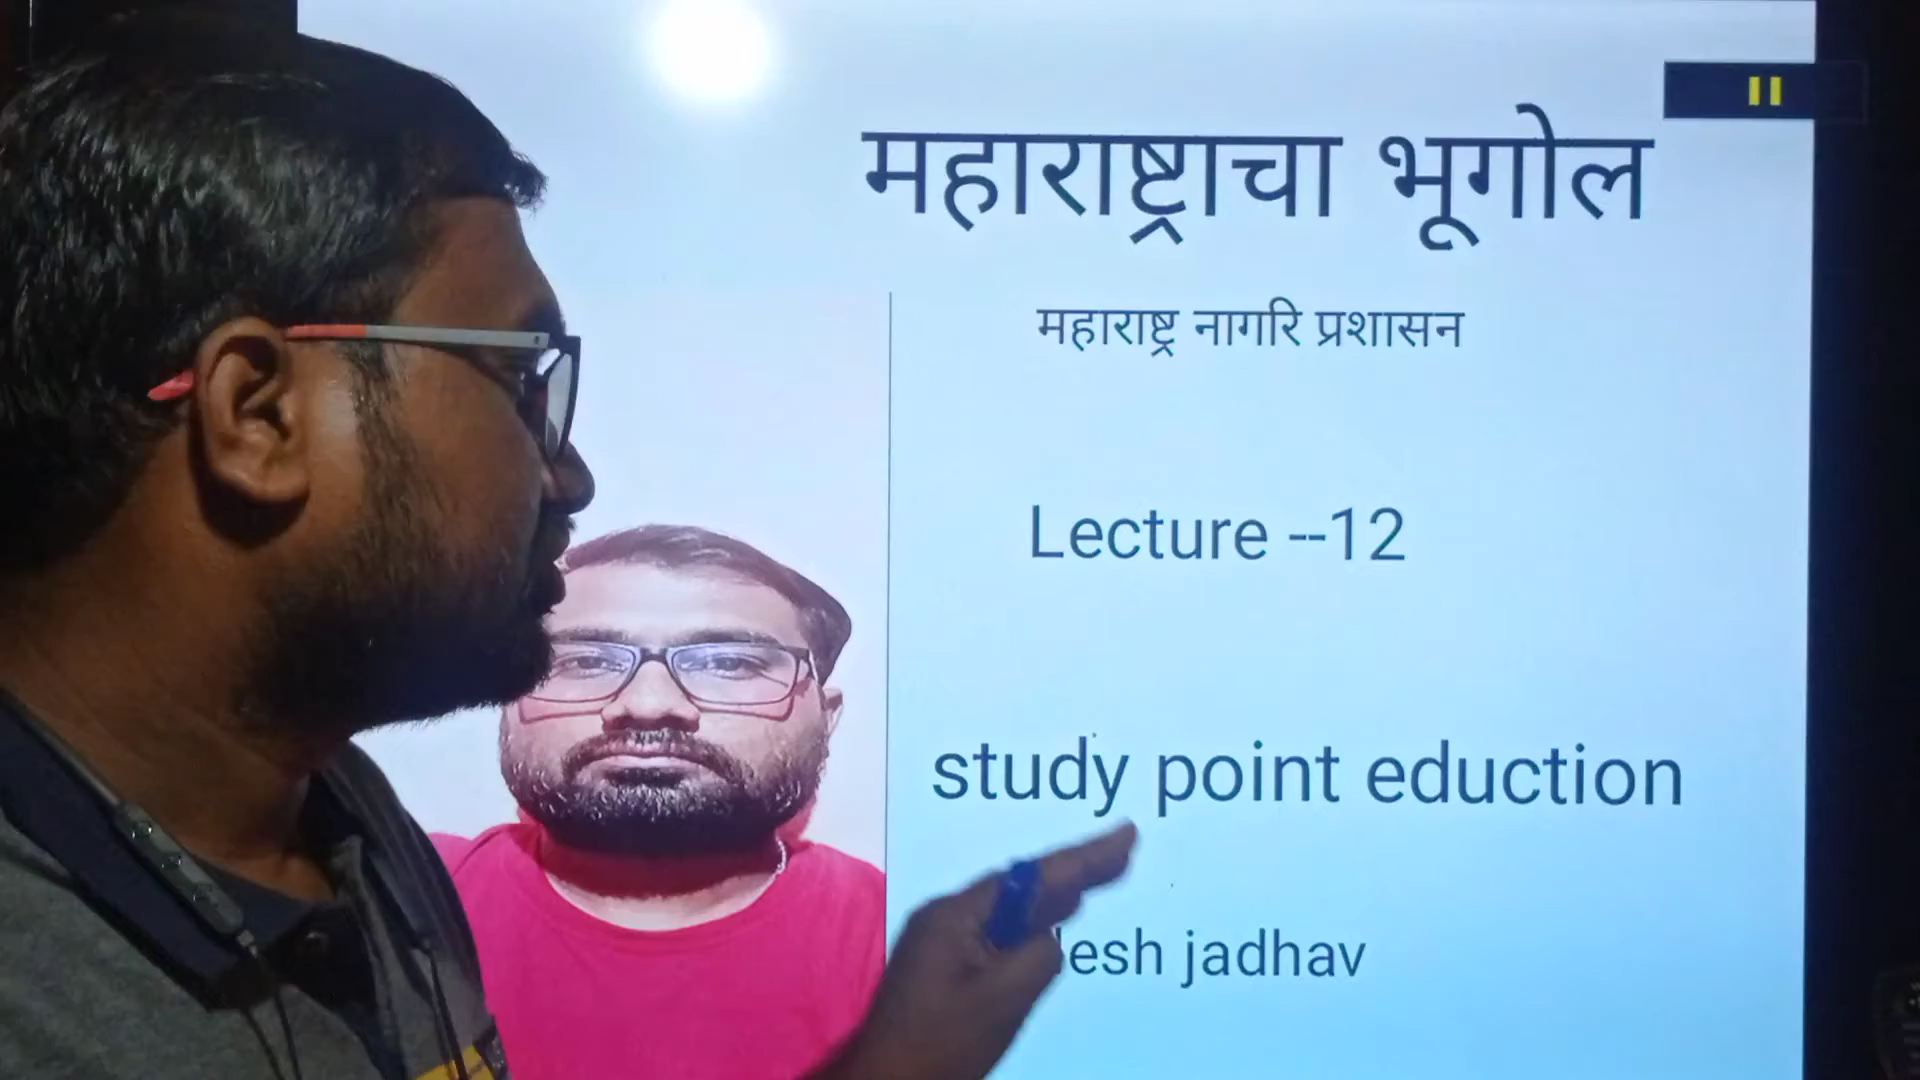 महाराष्ट्राचा भूगोल
महाराष्ट्र नागरि प्रशासन
Lecture --12
study point eduction
jadhav